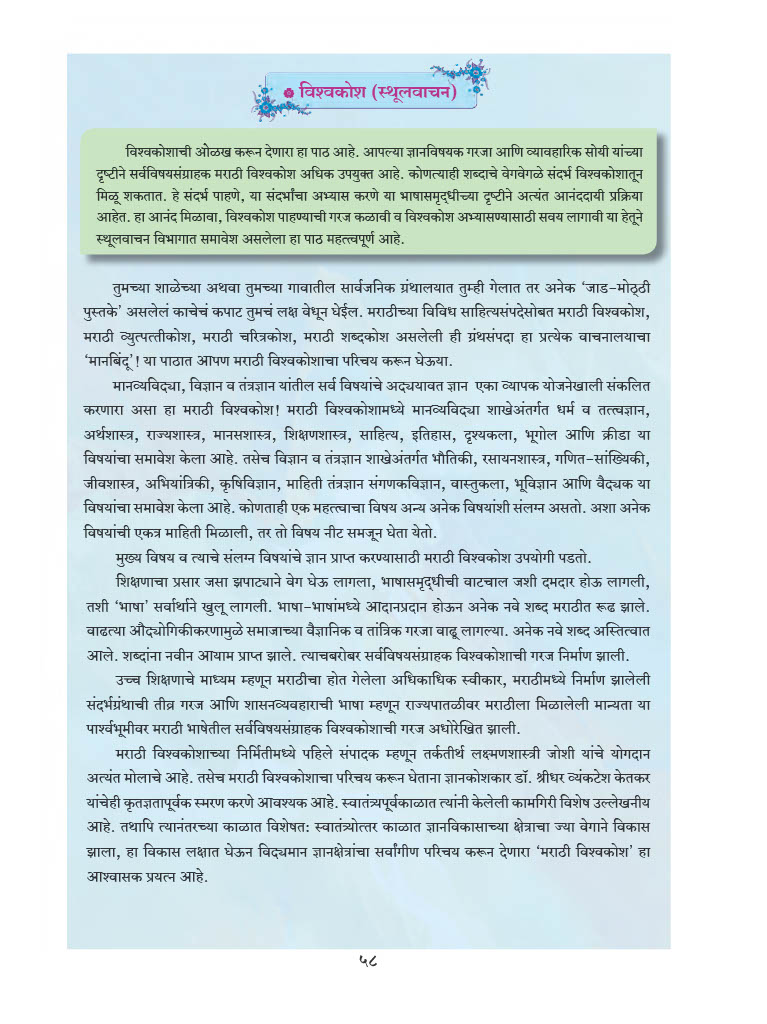 विश्वकोश (स्थूलवाचन)
विश्वकोशाची ओळख करून देणारा हा पाठ आहे. आपल्या ज्ञानविषयक गरजा आणि व्यावहारिक सोयी यांच्या
दृष्टीने सर्वविषयसंग्राहक मराठी विश्वकोश अधिक उपयुक्त आहे. कोणत्याही शब्दाचे वेगवेगळे संदर्भ विश्वकोशातून
मिळू शकतात. हे संदर्भ पाहणे, या संदर्भांचा अभ्यास करणे या भाषासमृद्धीच्या दृष्टीने अत्यंत आनंददायी प्रक्रिया
आहेत. हा आनंद मिळावा, विश्वकोश पाहण्याची गरज कळावी व विश्वकोश अभ्यासण्यासाठी सवय लागावी या हेतूने
स्थूलवाचन विभागात समावेश असलेला हा पाठ महत्त्वपूर्ण आहे.
तुमच्या शाळेच्या अथवा तुमच्या गावातील सार्वजनिक ग्रंथालयात तुम्ही गेलात तर अनेक ‘जाड-मोठ्ठी
पुस्तके’ असलेलं काचेचं कपाट तुमचं लक्ष वेधून घेईल. मराठीच्या विविध साहित्यसंपदेसोबत मराठी विश्वकोश,
मराठी व्युत्पत्तीकोश, मराठी चरित्रकोश, मराठी शब्दकोश असलेली ही ग्रंथसंपदा हा प्रत्येक वाचनालयाचा
‘मानबिंदू’! या पाठात आपण मराठी विश्वकोशाचा परिचय करून घेऊया.
मानव्यविद्या, विज्ञान व तंत्रज्ञान यांतील सर्व विषयांचे अद्ययावत ज्ञान एका व्यापक योजनेखाली संकलित
करणारा असा हा मराठी विश्वकोश! मराठी विश्वकोशामध्ये मानव्यविद्या शाखेअंतर्गत धर्म व तत्त्वज्ञान,
अर्थशास्त्र, राज्यशास्त्र, मानसशास्त्र, शिक्षणशास्त्र, साहित्य, इतिहास, दृश्यकला, भूगोल आणि क्रीडा या
विषयांचा समावेश केला आहे. तसेच विज्ञान व तंत्रज्ञान शाखेअंतर्गत भौतिकी, रसायनशास्त्र, गणित-सांख्यिकी,
जीवशास्त्र, अभियांत्रिकी, कृषिविज्ञान, माहिती तंत्रज्ञान संगणकविज्ञान, वास्तुकला, भूविज्ञान आणि वैद्यक या
विषयांचा समावेश केला आहे. कोणताही एक महत्त्वाचा विषय अन्य अनेक विषयांशी संलग्न असतो. अशा अनेक
विषयांची एकत्र माहिती मिळाली, तर तो विषय नीट समजून घेता येतो.
मुख्य विषय व त्याचे संलग्न विषयांचे ज्ञान प्राप्त करण्यासाठी मराठी विश्वकोश उपयोगी पडतो.
शिक्षणाचा प्रसार जसा झपाट्याने वेग घेऊ लागला, भाषासमृद्धीची वाटचाल जशी दमदार होऊ लागली,
तशी ‘भाषा’ सर्वार्थाने खुलू लागली. भाषा-भाषांमध्ये आदानप्रदान होऊन अनेक नवे शब्द मराठीत रूढ झाले.
वाढत्या औद्योगिकीकरणामुळे समाजाच्या वैज्ञानिक व तांत्रिक गरजा वाढू लागल्या. अनेक नवे शब्द अस्तित्वात
आले. शब्दांना नवीन आयाम प्राप्त झाले. त्याचबरोबर सर्वविषयसंग्राहक विश्वकोशाची गरज निर्माण झाली.
उच्च शिक्षणाचे माध्यम म्हणून मराठीचा होत गेलेला अधिकाधिक स्वीकार, मराठीमध्ये निर्माण झालेली
संदर्भग्रंथाची तीव्र गरज आणि शासनव्यवहाराची भाषा म्हणून राज्यपातळीवर मराठीला मिळालेली मान्यता या
पार्श्वभूमीवर मराठी भाषेतील सर्वविषयसंग्राहक विश्वकोशाची गरज अधोरेखित झाली.
मराठी विश्वकोशाच्या निर्मितीमध्ये पहिले संपादक म्हणून तर्कतीर्थ लक्ष्मणशास्त्री जोशी यांचे योगदान
अत्यंत मोलाचे आहे. तसेच मराठी विश्वकोशाचा परिचय करून घेताना ज्ञानकोशकार डॉ. श्रीधर व्यंकटेश केतकर
यांचेही कृतज्ञतापूर्वक स्मरण करणे आवश्यक आहे. स्वातंत्र्यपूर्वकाळात त्यांनी केलेली कामगिरी विशेष उल्लेखनीय
आहे. तथापि त्यानंतरच्या काळात विशेषत: स्वातंत्र्योत्तर काळात ज्ञानविकासाच्या क्षेत्राचा ज्या वेगाने विकास
झाला, हा विकास लक्षात घेऊन विद्यमान ज्ञानक्षेत्रांचा सर्वांगीण परिचय करून देणारा ‘मराठी विश्वकोश’ हा
आश्वासक प्रयत्न आहे.
५८